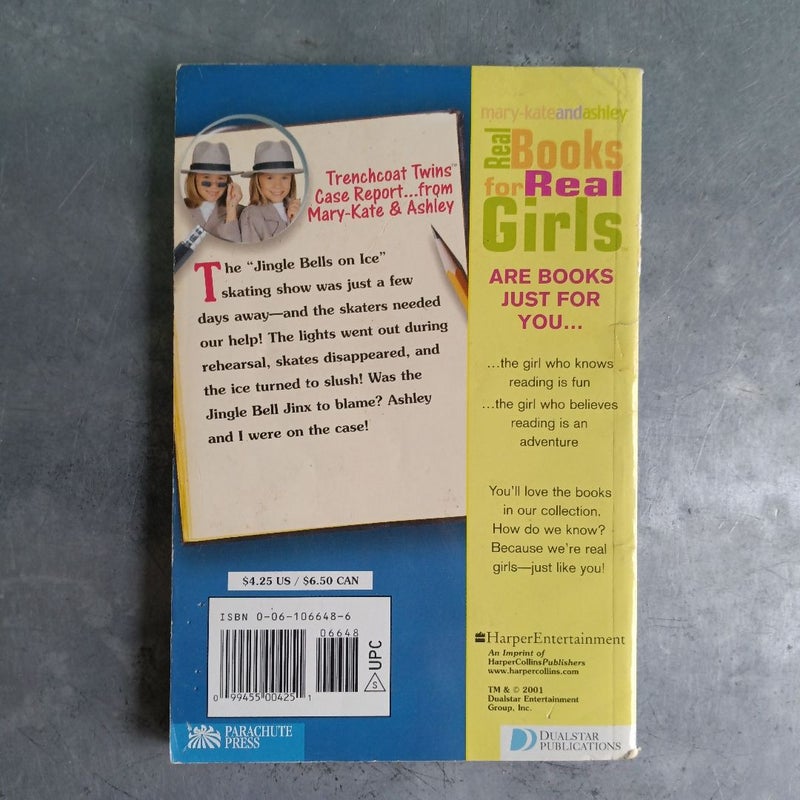 Trenchcoat Twins™
Case Report...from
Mary-Kate & Ashley
The “Jingle Bells on Ice”
skating show was just a few
days away—and the skaters needed
our help! The lights went out during
rehearsal, skates disappeared, and
the ice turned to slush! Was the
Jingle Bell Jinx to blame? Ashley
and I were on the case!
$4.25 US / $6.50 CAN
ISBN 0-06-106648-6
06648
0 99455 00425 1
S UPC
PARACHUTE
PRESS
mary-kateandashley
Real Books
for Real
Girls
ARE BOOKS
JUST FOR
YOU...
...the girl who knows
reading is fun
...the girl who believes
reading is an
adventure
You’ll love the books
in our collection.
How do we know?
Because we’re real
girls—just like you!
HarperEntertainment
An Imprint of
HarperCollinsPublishers
www.harpercollins.com
TM & © 2001
Dualstar Entertainment
Group, Inc.
DUALSTAR
PUBLICATIONS